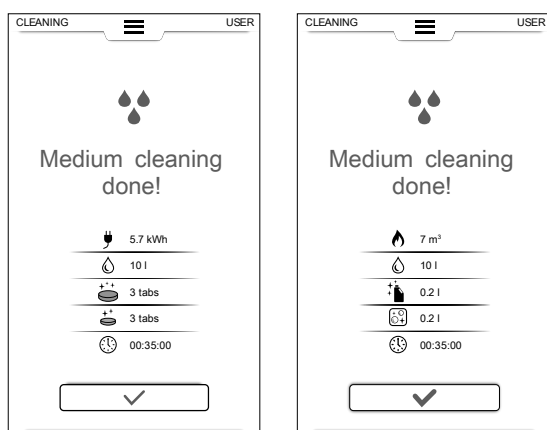 CLEANING USER
Medium cleaning
done!
5.7 kWh
10 l
3 tabs
3 tabs
00:35:00
CLEANING USER
Medium cleaning
done!
7 m³
10 l
0.2 l
0.2 l
00:35:00